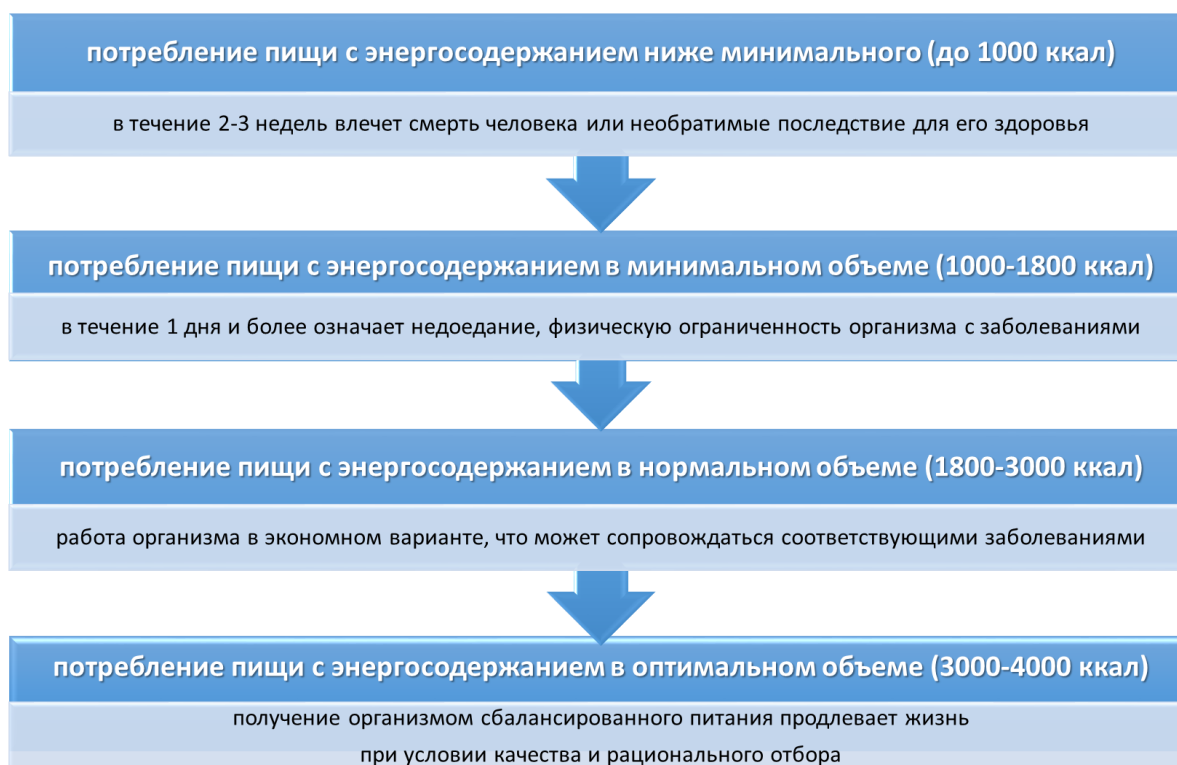 потребление пищи с энергосодержанием ниже минимального (до 1000 ккал)
в течение 2-3 недель влечет смерть человека или необратимые последствие для его здоровья
потребление пищи с энергосодержанием в минимальном объеме (1000-1800 ккал)
в течение 1 дня и более означает недоедание, физическую ограниченность организма с заболеваниями
потребление пищи с энергосодержанием в нормальном объеме (1800-3000 ккал)
работа организма в экономном варианте, что может сопровождаться соответствующими заболеваниями
потребление пищи с энергосодержанием в оптимальном объеме (3000-4000 ккал)
получение организмом сбалансированного питания продлевает жизнь
при условии качества и рационального отбора